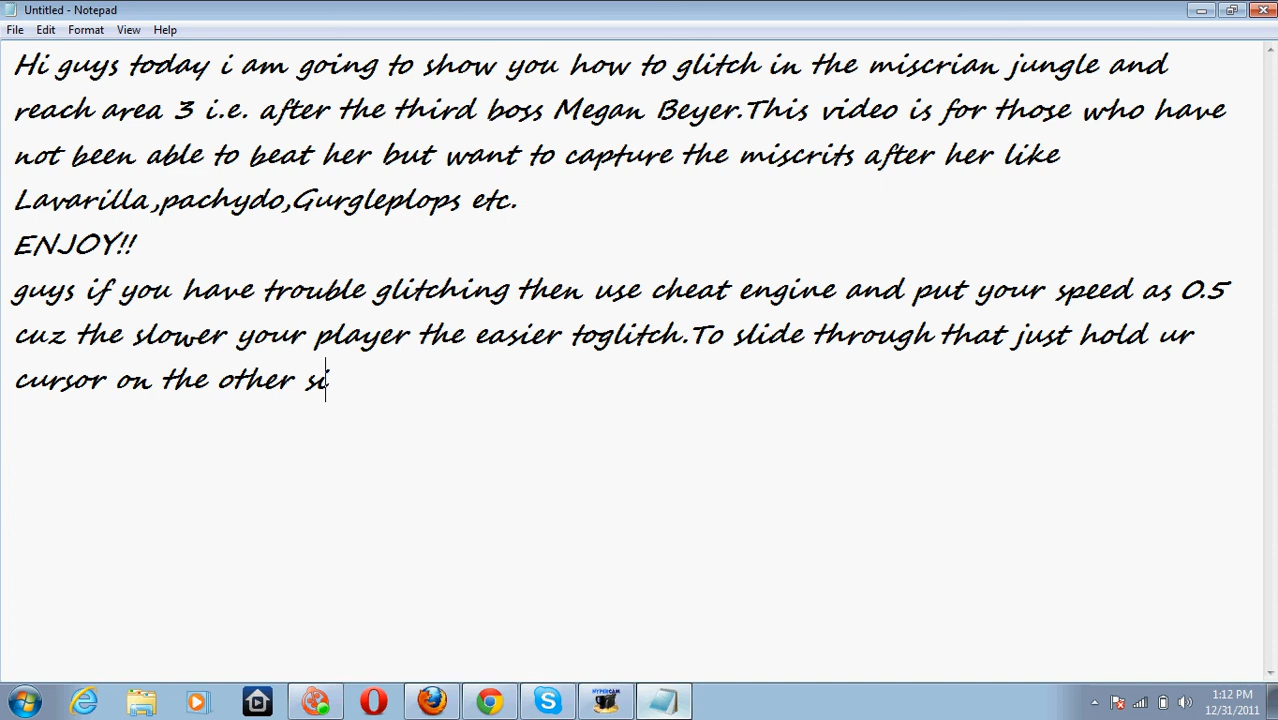 Untitled - Notepad
File Edit Format View Help
Hi guys today i am going to show you how to glitch in the miscrian jungle and
reach area 3 i.e. after the third boss Megan Beyer.This video is for those who have
not been able to beat her but want to capture the miscrits after her like
Lavarilla,pachydo,Gurgleplops etc.
ENJOY!!
guys if you have trouble glitching then use cheat engine and put your speed as 0.5
cuz the slower your player the easier toglitch.To slide through that just hold ur
cursor on the other si
HYPERCAM
1:12 PM
12/31/2011